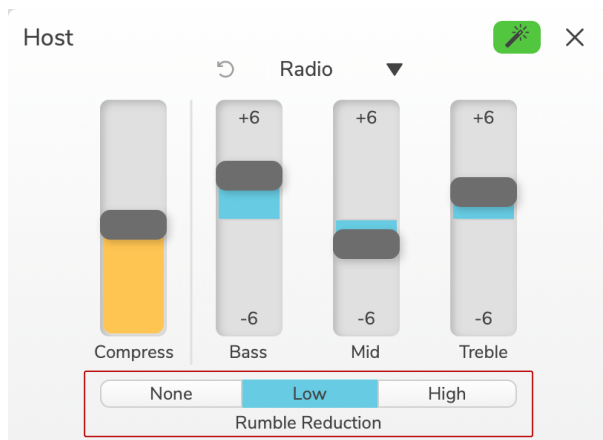 Host
Radio
+6 +6 +6
-6 -6 -6
Compress Bass Mid Treble
None Low High
Rumble Reduction